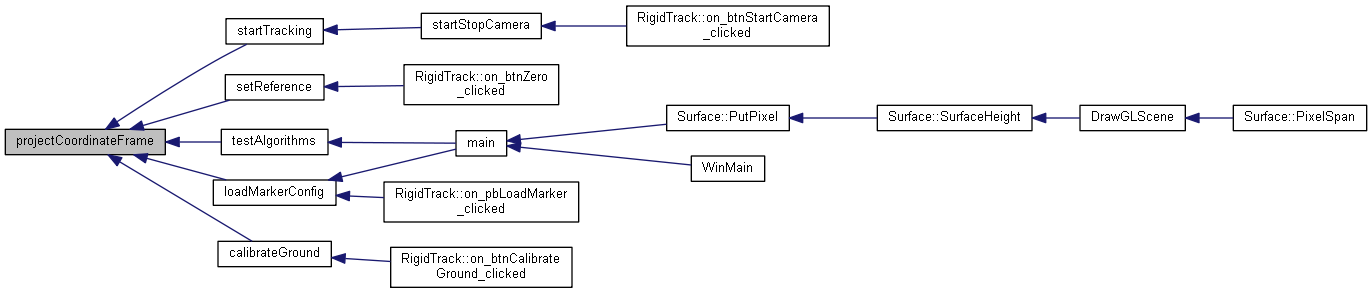 startTracking
startStopCamera
RigidTrack::on_btnStartCamera
_clicked
setReference
RigidTrack::on_btnZero
_clicked
projectCoordinateFrame
testAlgorithms
main
Surface::PutPixel
Surface::SurfaceHeight
DrawGLScene
Surface::PixelSpan
WinMain
loadMarkerConfig
RigidTrack::on_pbLoadMarker
_clicked
calibrateGround
RigidTrack::on_btnCalibrate
Ground_clicked